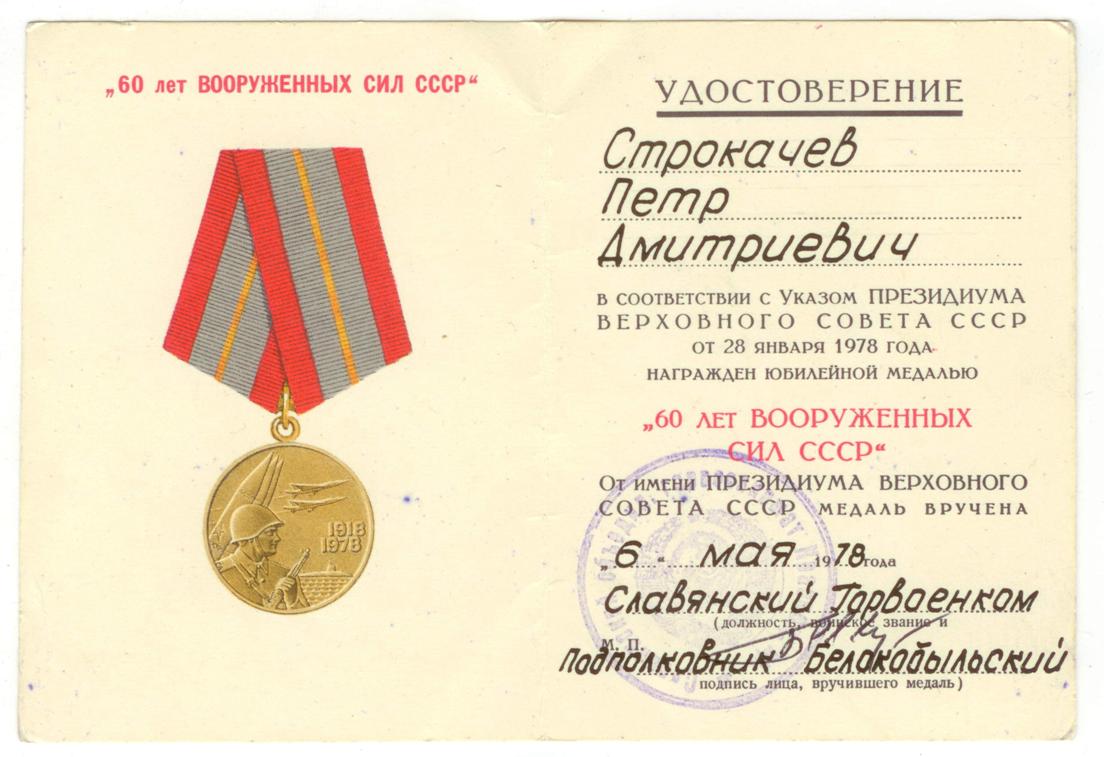 „60 лет ВООРУЖЕННЫХ СИЛ СССР“
1918
1978
УДОСТОВЕРЕНИЕ
Строкачев
Петр
Дмитриевич
в соответствии с Указом ПРЕЗИДИУМА
ВЕРХОВНОГО СОВЕТА СССР
от 28 января 1978 года
награжден юбилейной медалью
„60 лет ВООРУЖЕННЫХ
СИЛ СССР“
От имени ПРЕЗИДИУМА ВЕРХОВНОГО
СОВЕТА СССР медаль вручена
„6“ мая 1978 года
Славянский Горвоенком
(должность, воинское звание и
М. П.
Подполковник Белокобыльский
подпись лица, вручившего медаль)